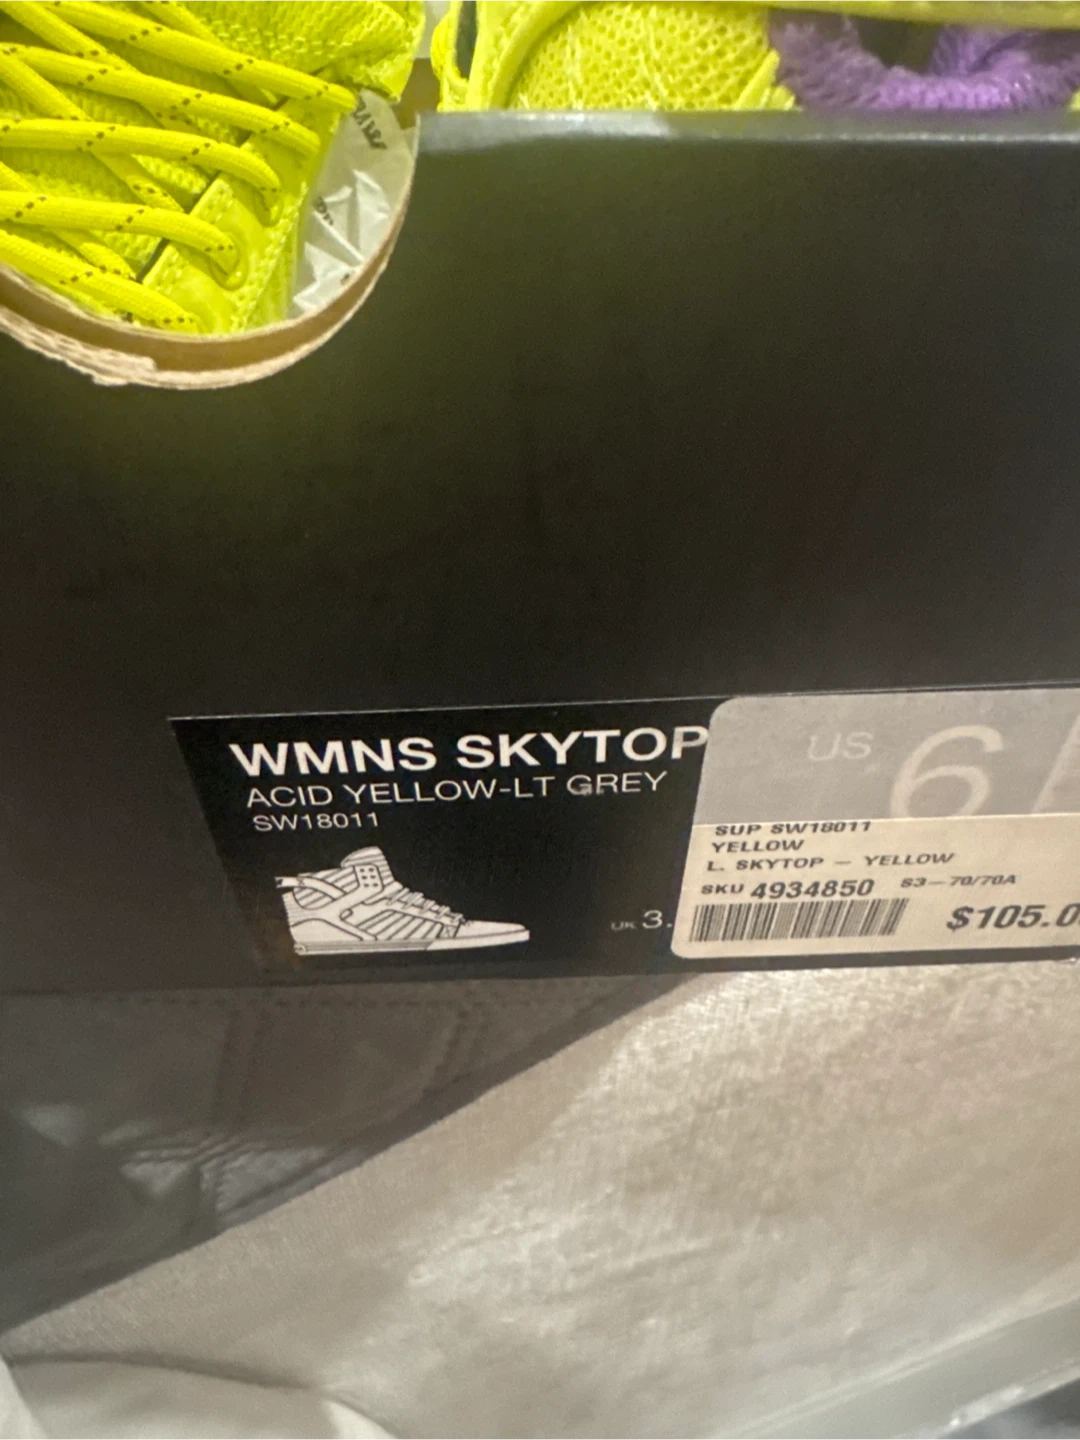 WMNS SKYTOP
ACID YELLOW-LT GREY
SW18011
US 6
SUP SW18011
YELLOW
L. SKYTOP — YELLOW
SKU 4934850 S3-70/70A
UK 3.
$105.0